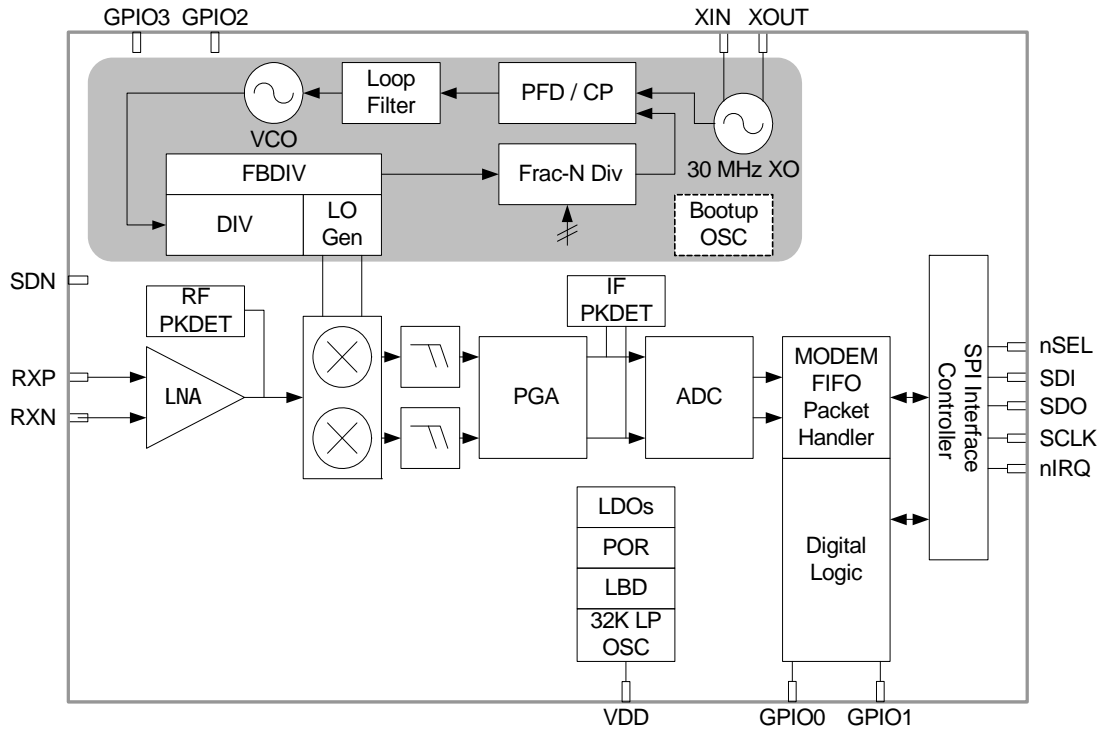 GPIO3 GPIO2
XIN XOUT
Loop
Filter
PFD / CP
VCO
30 MHz XO
FBDIV
Frac-N Div
DIV
LO
Gen
Bootup
OSC
SDN
RF
PKDET
IF
PKDET
RXP
RXN
LNA
PGA
ADC
MODEM
FIFO
Packet
Handler
SPI Interface
Controller
nSEL
SDI
SDO
SCLK
nIRQ
LDOs
POR
LBD
32K LP
OSC
Digital
Logic
VDD
GPIO0 GPIO1